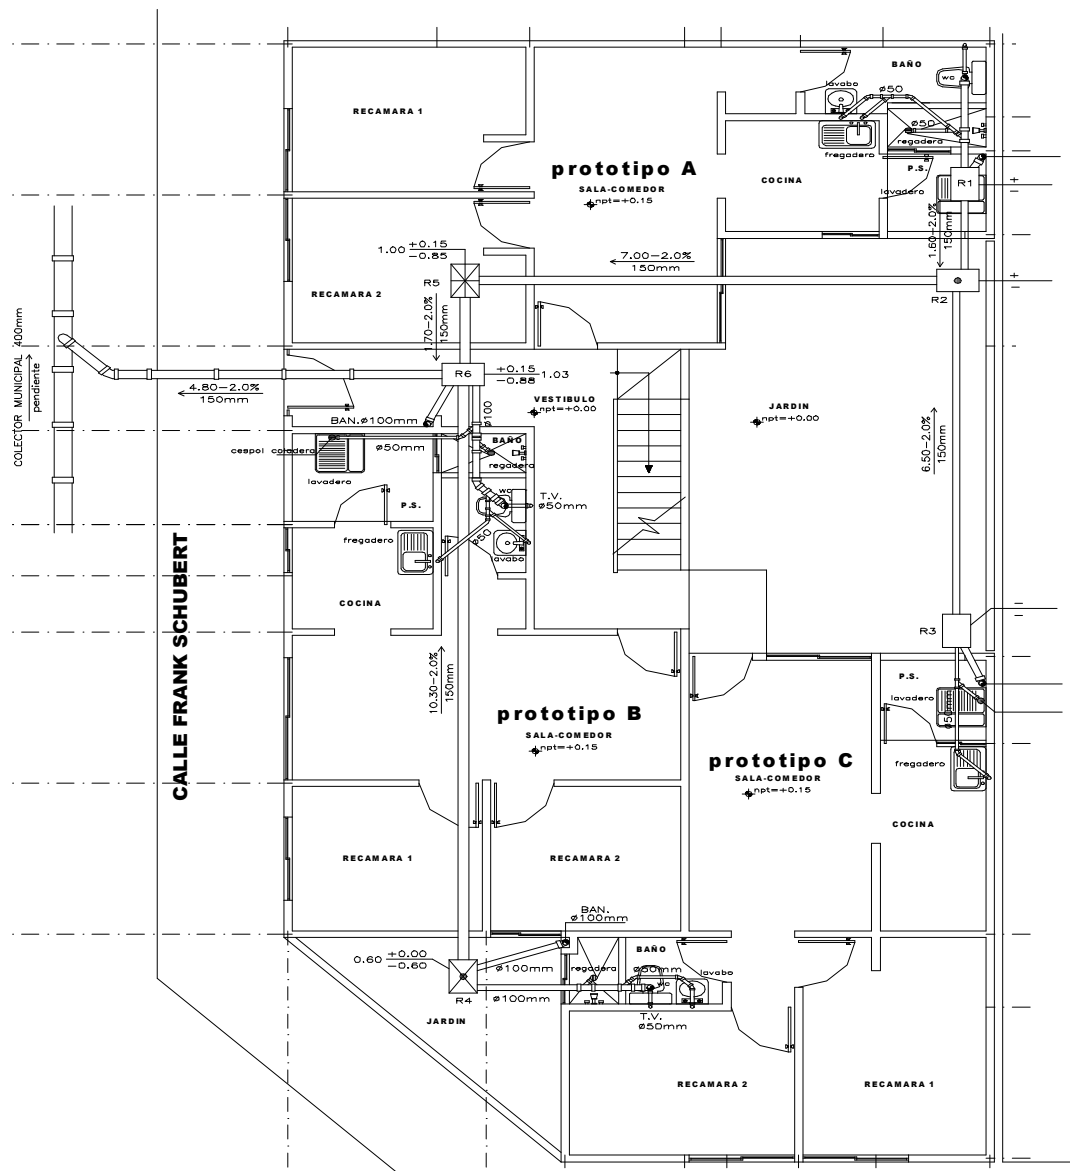 BAÑO
wc
lavabo
ø50
RECAMARA 1
ø50
regadera
fregadero
prototipo A
SALA-COMEDOR
npt=+0.15
COCINA
P.S.
lavadero
R1
1.60-2.0%
150mm
1.00
+0.15
-0.85
R5
7.00-2.0%
150mm
R2
RECAMARA 2
1.70-2.0%
150mm
COLECTOR MUNICIPAL 400mm
pendiente
4.80-2.0%
150mm
R6
+0.15
-0.88
1.03
VESTIBULO
npt=+0.00
JARDIN
npt=+0.00
6.50-2.0%
150mm
BAN.ø100mm
ø100
cespol coladera
ø50mm
BAÑO
regadera
lavadero
P.S.
wc
T.V.
ø50mm
fregadero
ø50
lavabo
CALLE FRANK SCHUBERT
COCINA
R3
10.30-2.0%
150mm
P.S.
lavadero
ø50mm
prototipo B
SALA-COMEDOR
npt=+0.15
prototipo C
SALA-COMEDOR
npt=+0.15
fregadero
COCINA
RECAMARA 1
RECAMARA 2
BAN.
ø100mm
0.60
+0.00
-0.60
ø100mm
BAÑO
regadera
ø50mm
lavabo
wc
R4
ø100mm
T.V.
ø50mm
JARDIN
RECAMARA 2
RECAMARA 1